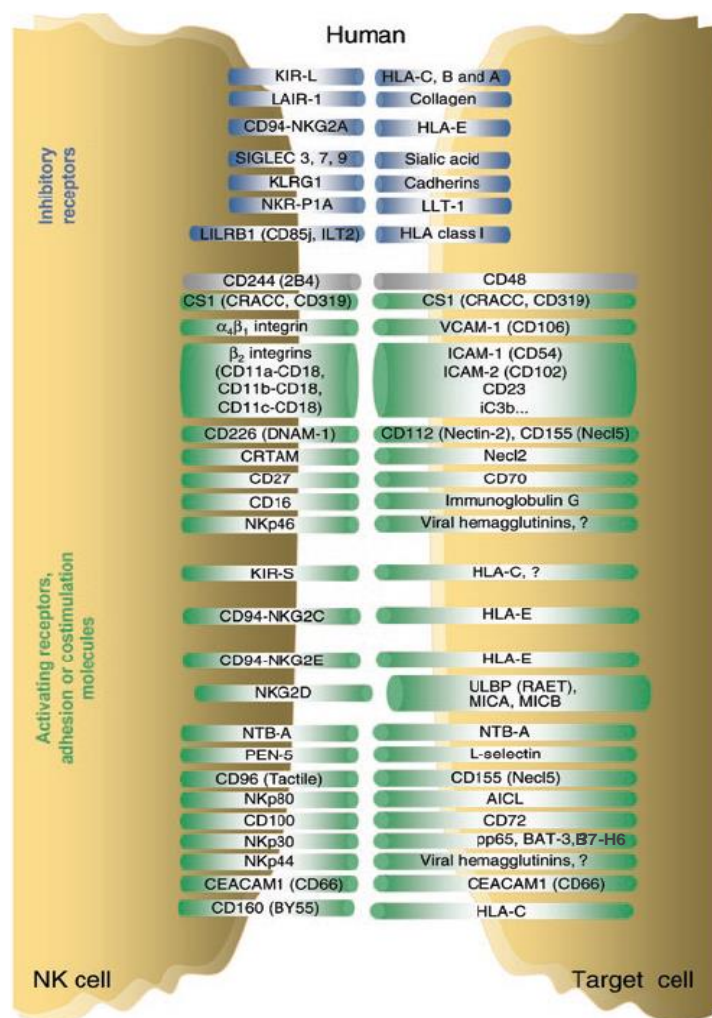 Human
KIR-L HLA-C, B and A
LAIR-1 Collagen
CD94-NKG2A HLA-E
SIGLEC 3, 7, 9 Sialic acid
KLRG1 Cadherins
NKR-P1A LLT-1
LILRB1 (CD85j, ILT2) HLA class I
Inhibitory
receptors
CD244 (2B4) CD48
CS1 (CRACC, CD319) CS1 (CRACC, CD319)
α4β1 integrin VCAM-1 (CD106)
β2 integrins
(CD11a-CD18,
CD11b-CD18,
CD11c-CD18)
ICAM-1 (CD54)
ICAM-2 (CD102)
CD23
iC3b...
CD226 (DNAM-1) CD112 (Nectin-2), CD155 (Necl5)
CRTAM Necl2
CD27 CD70
CD16 Immunoglobulin G
NKp46 Viral hemagglutinins, ?
KIR-S HLA-C, ?
CD94-NKG2C HLA-E
CD94-NKG2E HLA-E
NKG2D
ULBP (RAET),
MICA, MICB
NTB-A NTB-A
PEN-5 L-selectin
CD96 (Tactile) CD155 (Necl5)
NKp80 AICL
CD100 CD72
NKp30 pp65, BAT-3,B7-H6
NKp44 Viral hemagglutinins, ?
CEACAM1 (CD66) CEACAM1 (CD66)
CD160 (BY55) HLA-C
Activating receptors,
adhesion or costimulation
molecules
NK cell Target cell